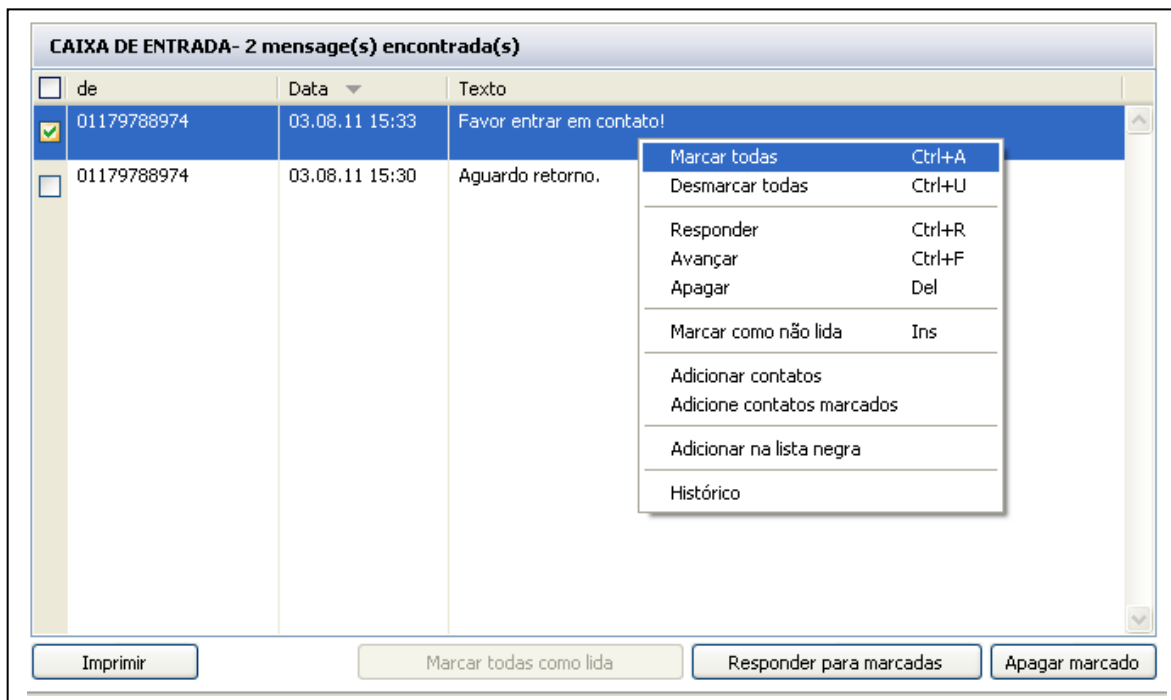 CAIXA DE ENTRADA- 2 mensage(s) encontrada(s)
de Data Texto
01179788974 03.08.11 15:33 Favor entrar em contato!
01179788974 03.08.11 15:30 Aguardo retorno.
Marcar todas Ctrl+A
Desmarcar todas Ctrl+U
Responder Ctrl+R
Avançar Ctrl+F
Apagar Del
Marcar como não lida Ins
Adicionar contatos
Adicione contatos marcados
Adicionar na lista negra
Histórico
Imprimir Marcar todas como lida Responder para marcadas Apagar marcado